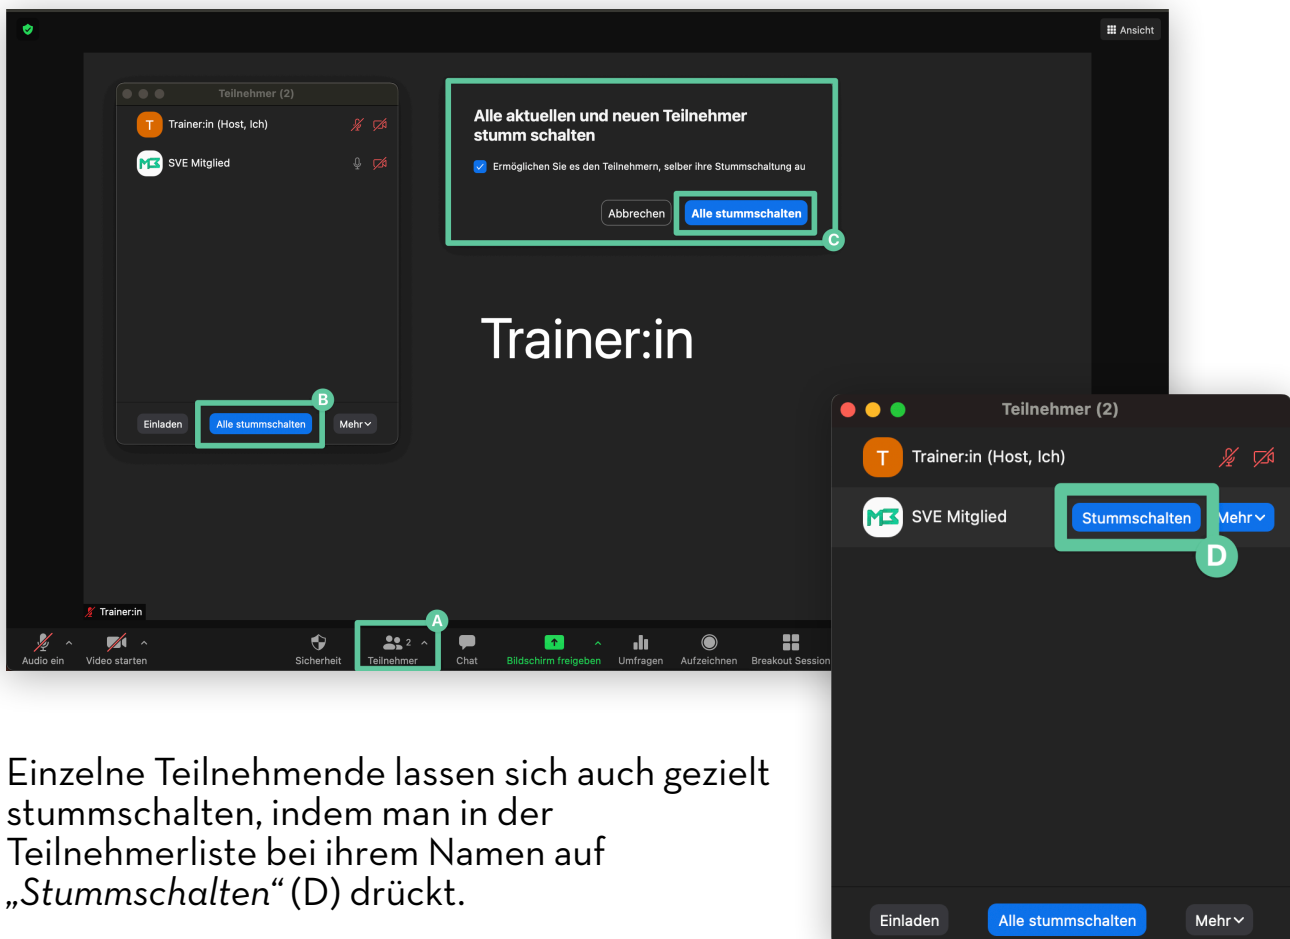 Ansicht
Teilnehmer (2)
T Trainer:in (Host, Ich)
SVE Mitglied
Einladen
Alle stummschalten
Mehr
B
Alle aktuellen und neuen Teilnehmer
stumm schalten
Ermöglichen Sie es den Teilnehmern, selber ihre Stummschaltung au
Abbrechen
Alle stummschalten
C
Trainer:in
Trainer:in
Audio ein
Video starten
Sicherheit
2
Teilnehmer
A
Chat
Bildschirm freigeben
Umfragen
Aufzeichnen
Breakout Session
Teilnehmer (2)
T Trainer:in (Host, Ich)
SVE Mitglied
Stummschalten
Mehr
D
Einladen
Alle stummschalten
Mehr
Einzelne Teilnehmende lassen sich auch gezielt
stummschalten, indem man in der
Teilnehmerliste bei ihrem Namen auf
„Stummschalten“ (D) drückt.